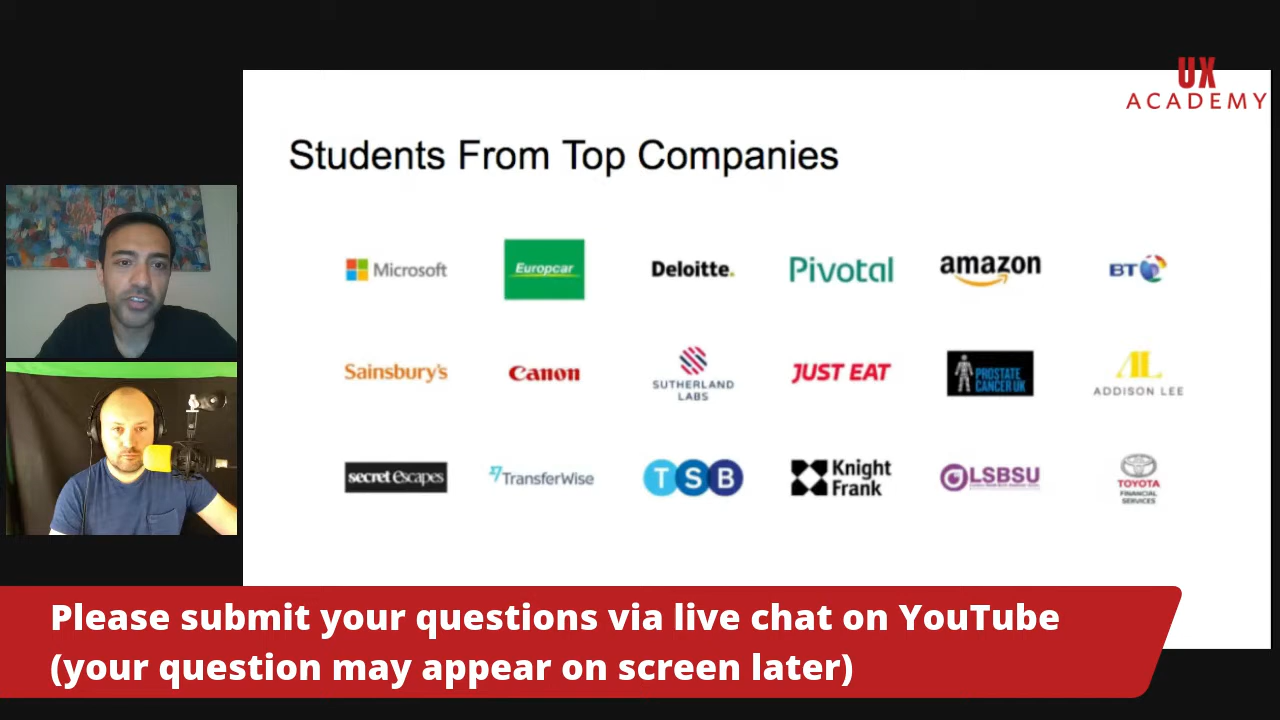 UX
ACADEMY
Students From Top Companies
Microsoft
Europcar
Deloitte.
Pivotal
amazon
BT
Sainsbury's
Canon
SUTHERLAND
LABS
JUST EAT
PROSTATE
CANCER UK
ADDISON LEE
secret escapes
TransferWise
TSB
Knight
Frank
LSBSU
TOYOTA
FINANCIAL
SERVICES
Please submit your questions via live chat on YouTube
(your question may appear on screen later)